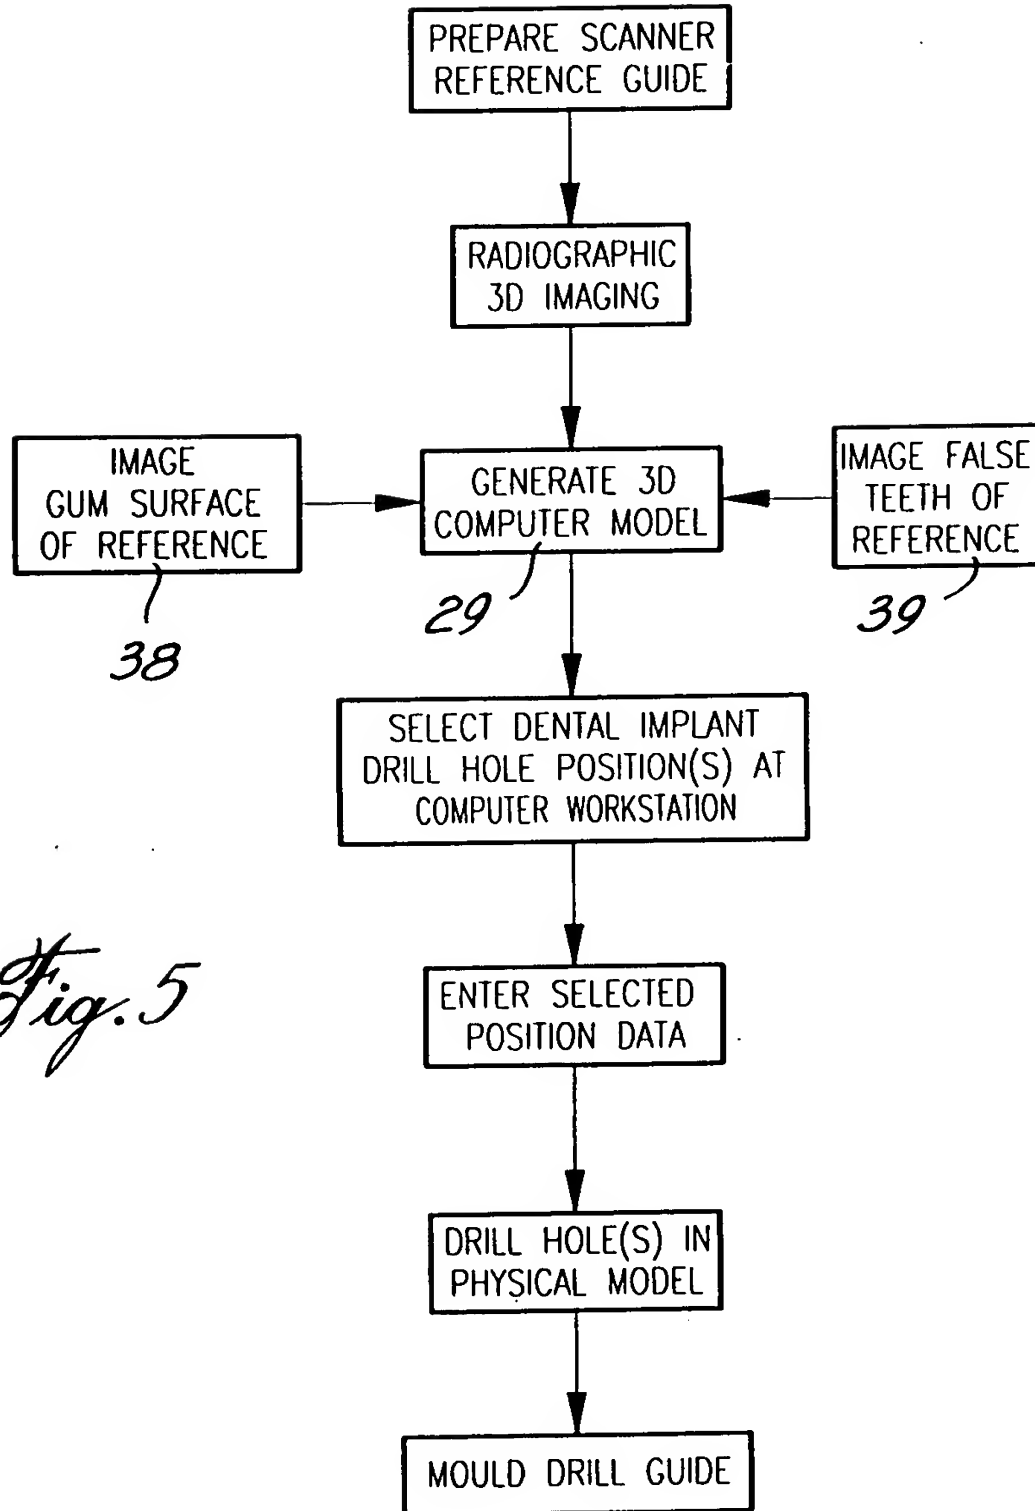 PREPARE SCANNER
REFERENCE GUIDE
RADIOGRAPHIC
3D IMAGING
IMAGE
GUM SURFACE
OF REFERENCE
38
GENERATE 3D
COMPUTER MODEL
29
IMAGE FALSE
TEETH OF
REFERENCE
39
SELECT DENTAL IMPLANT
DRILL HOLE POSITION(S) AT
COMPUTER WORKSTATION
Fig. 5
ENTER SELECTED
POSITION DATA
DRILL HOLE(S) IN
PHYSICAL MODEL
MOULD DRILL GUIDE